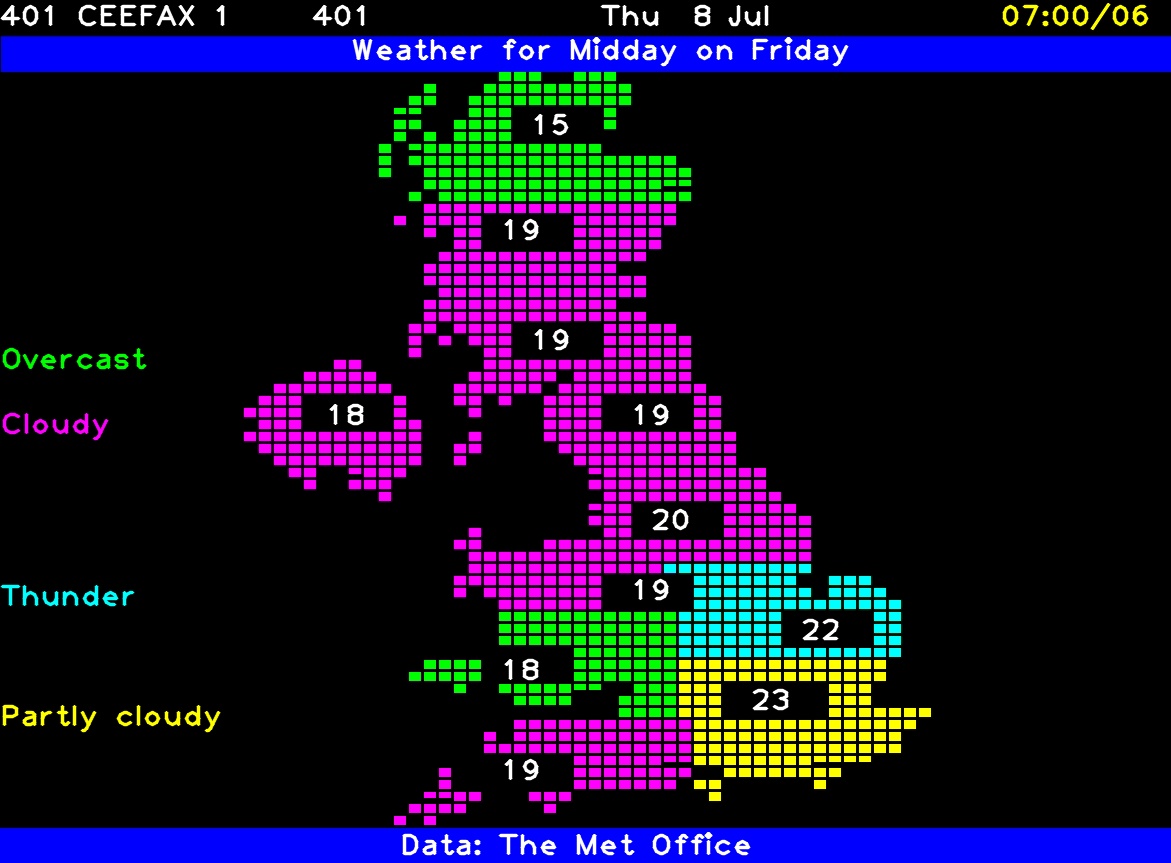 401 CEEFAX 1 401 Thu 8 Jul 07:00/06
Weather for Midday on Friday
15
19
19
Overcast
18 19
Cloudy
20
19
Thunder
22
18
23
Partly cloudy
19
Data: The Met Office